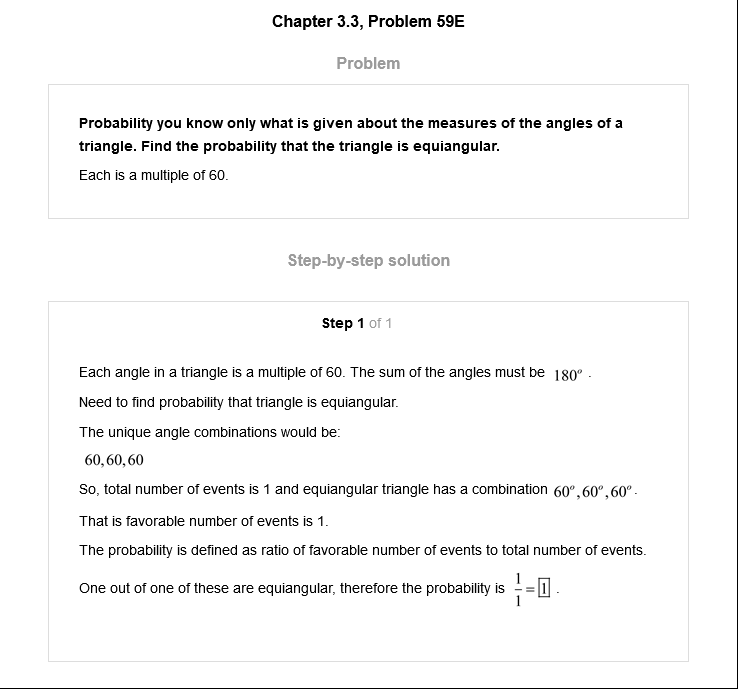 Chapter 3.3, Problem 59E
Problem
Probability you know only what is given about the measures of the angles of a
triangle. Find the probability that the triangle is equiangular.
Each is a multiple of 60.
Step-by-step solution
Step 1 of 1
Each angle in a triangle is a multiple of 60. The sum of the angles must be 180° .
Need to find probability that triangle is equiangular.
The unique angle combinations would be:
60,60,60
So, total number of events is 1 and equiangular triangle has a combination 60°,60°,60° .
That is favorable number of events is 1.
The probability is defined as ratio of favorable number of events to total number of events.
One out of one of these are equiangular, therefore the probability is 1/1 = 1 .